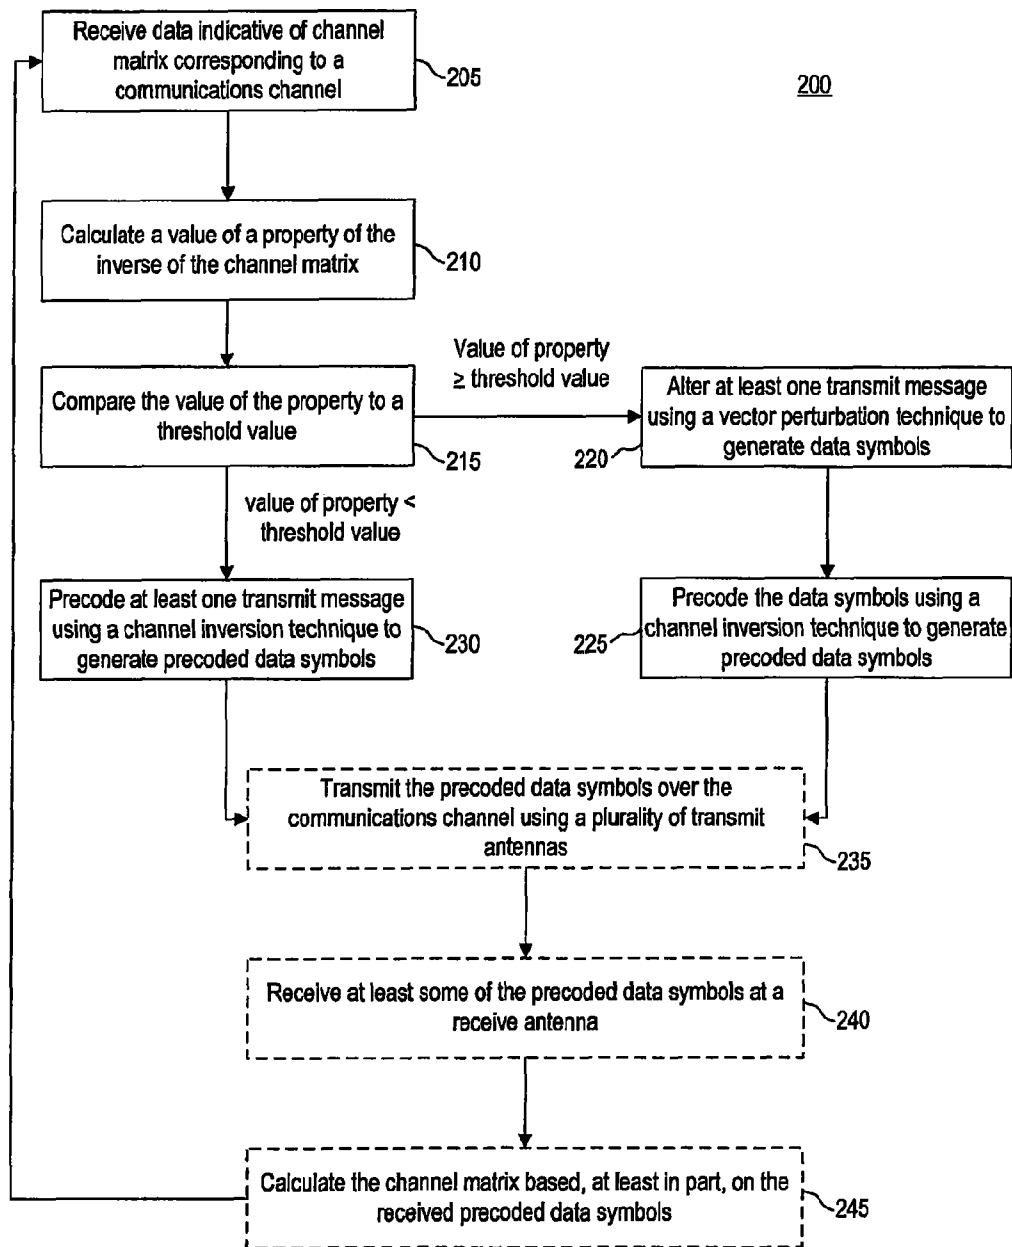 Receive data indicative of channel
matrix corresponding to a
communications channel
205
200
Calculate a value of a property of the
inverse of the channel matrix
210
Compare the value of the property to a
threshold value
215
Value of property
≥ threshold value
Alter at least one transmit message
using a vector perturbation technique to
generate data symbols
220
value of property <
threshold value
Precode at least one transmit message
using a channel inversion technique to
generate precoded data symbols
230
Precode the data symbols using a
channel inversion technique to generate
precoded data symbols
225
Transmit the precoded data symbols over the
communications channel using a plurality of transmit
antennas
235
Receive at least some of the precoded data symbols at a
receive antenna
240
Calculate the channel matrix based, at least in part, on the
received precoded data symbols
245